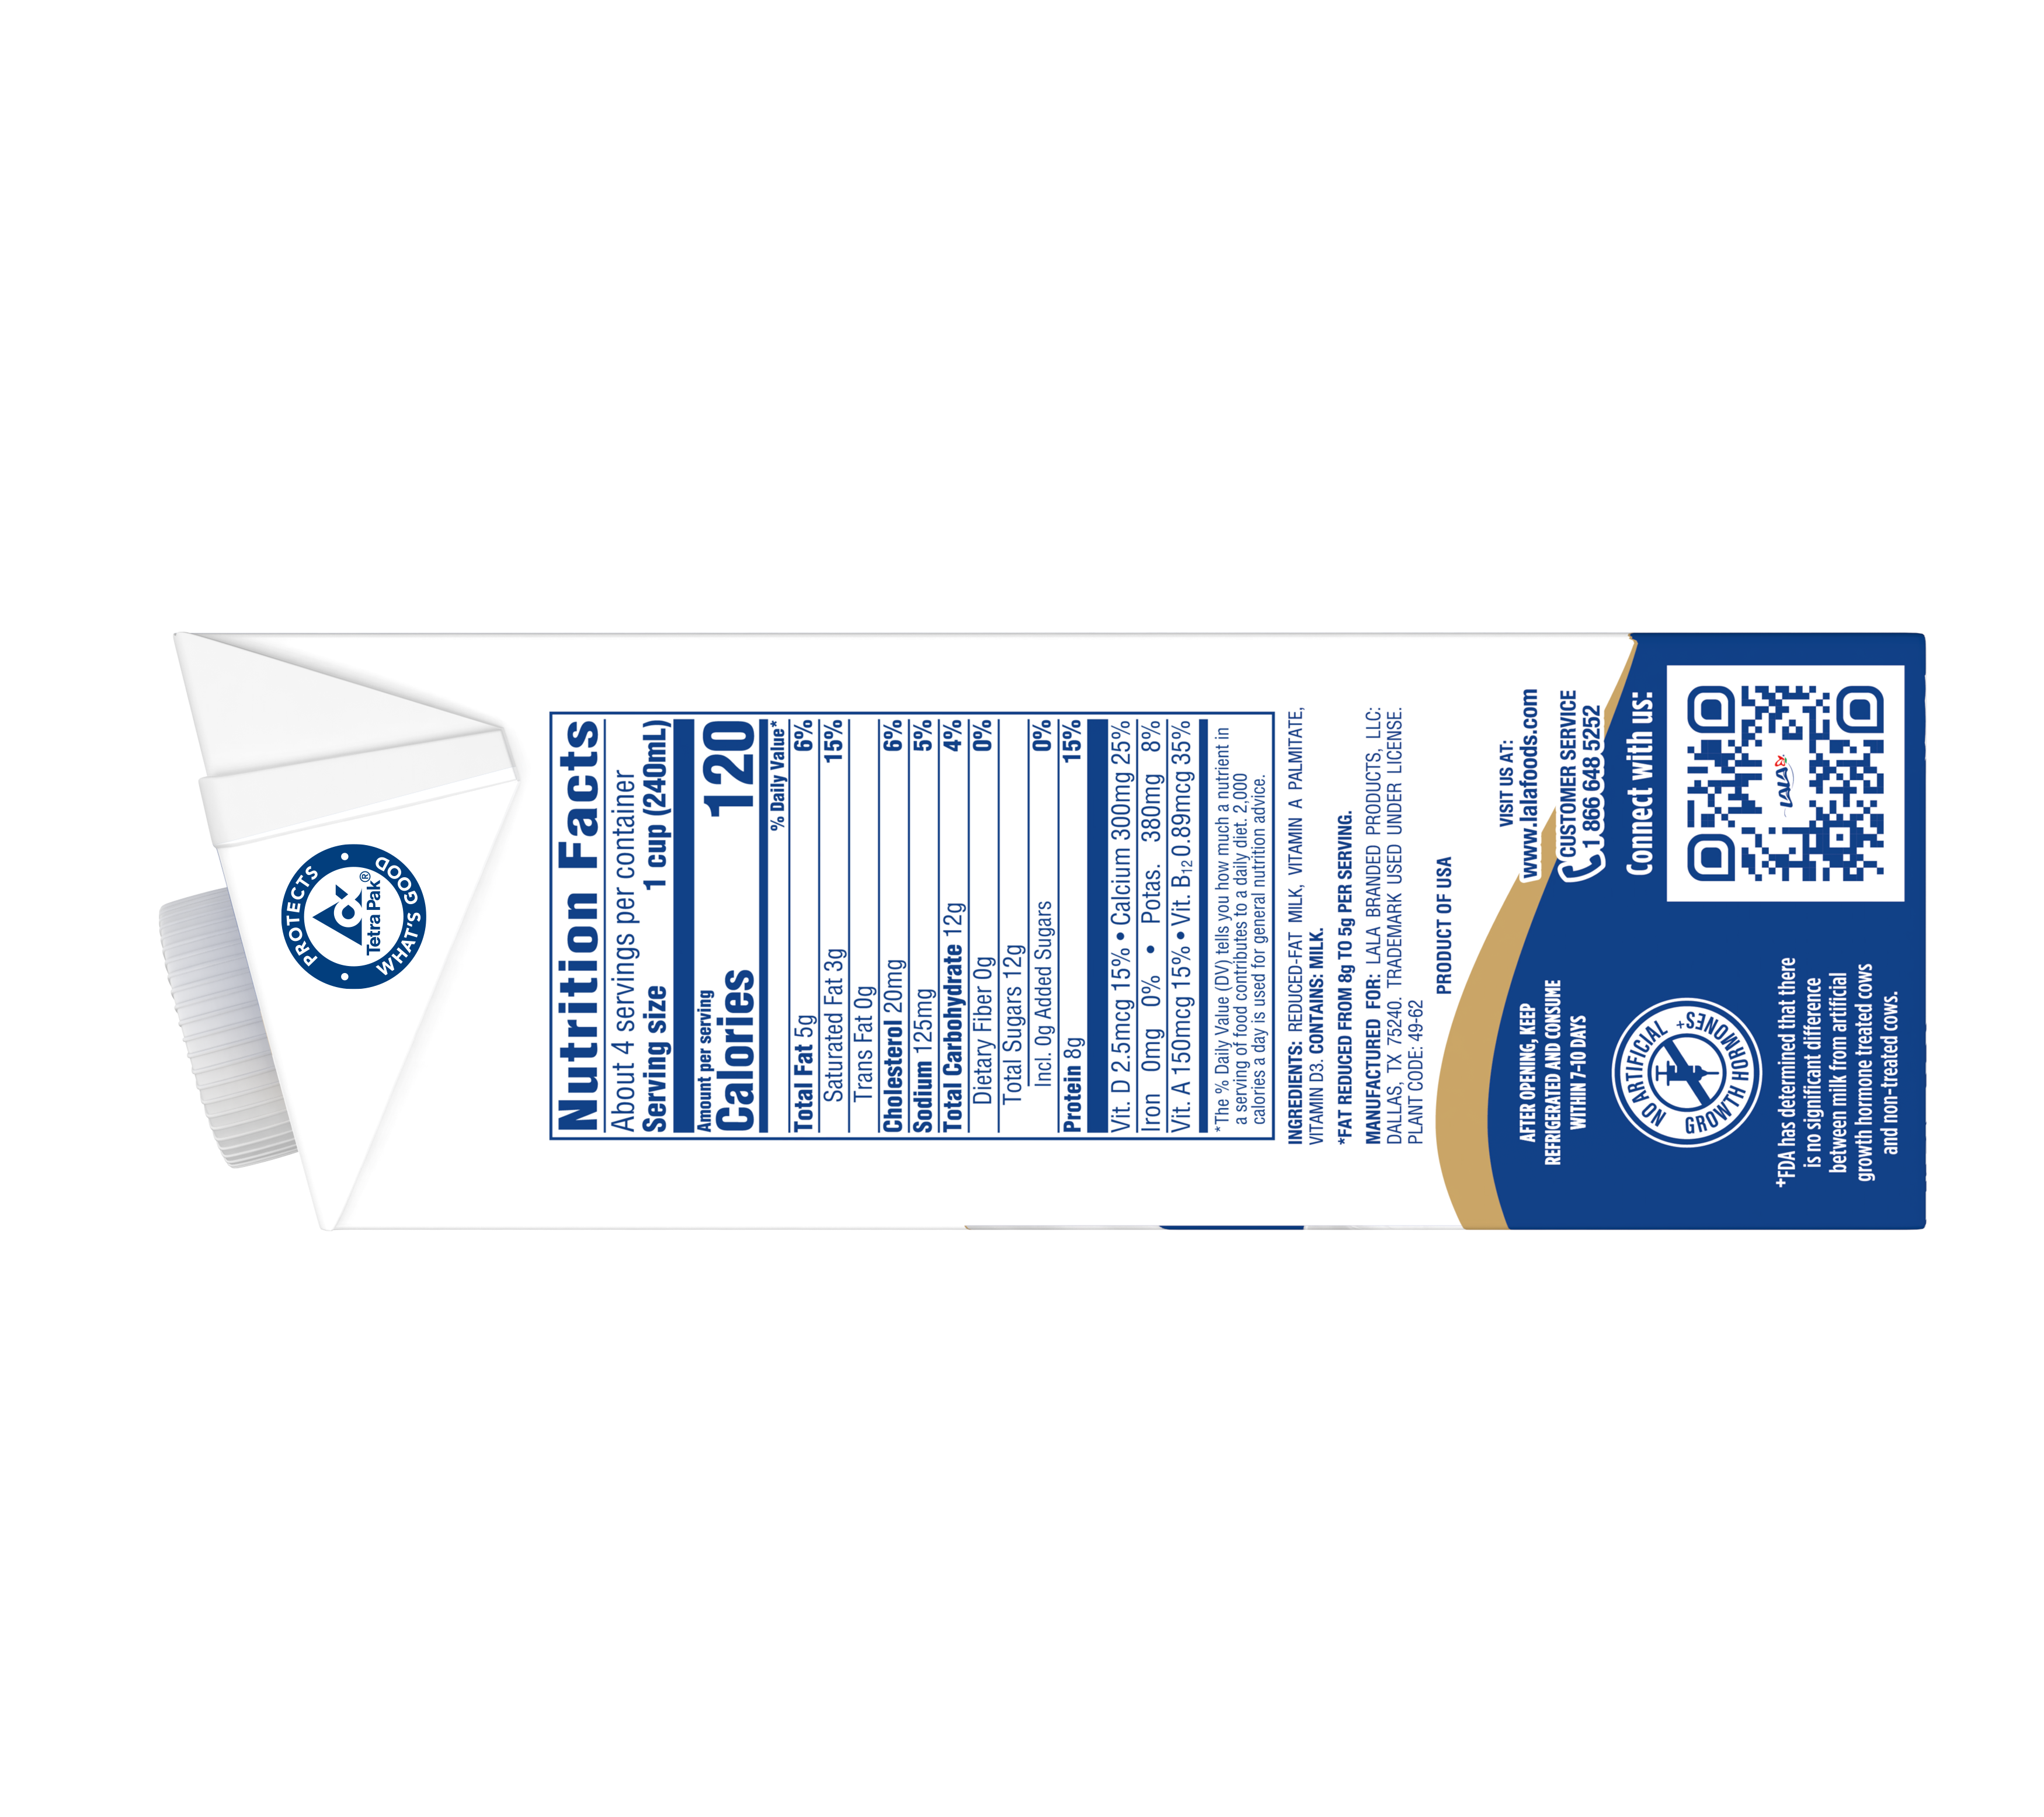 PROTECTS
Tetra Pak®
WHAT'S GOOD
Nutrition Facts
About 4 servings per container
Serving size 1 cup (240mL)
Amount per serving
Calories 120
% Daily Value*
Total Fat 5g 6%
Saturated Fat 3g 15%
Trans Fat 0g
Cholesterol 20mg 6%
Sodium 125mg 5%
Total Carbohydrate 12g 4%
Dietary Fiber 0g 0%
Total Sugars 12g
Incl. 0g Added Sugars 0%
Protein 8g 15%
Vit. D 2.5mcg 15% • Calcium 300mg 25%
Iron 0mg 0% • Potas. 380mg 8%
Vit. A 150mcg 15% • Vit. B12 0.89mcg 35%
*The % Daily Value (DV) tells you how much a nutrient in
a serving of food contributes to a daily diet. 2,000
calories a day is used for general nutrition advice.
INGREDIENTS: REDUCED-FAT MILK, VITAMIN A PALMITATE,
VITAMIN D3. CONTAINS: MILK.
*FAT REDUCED FROM 8g TO 5g PER SERVING.
MANUFACTURED FOR: LALA BRANDED PRODUCTS, LLC:
DALLAS, TX 75240. TRADEMARK USED UNDER LICENSE.
PLANT CODE: 49-62
PRODUCT OF USA
AFTER OPENING, KEEP
REFRIGERATED AND CONSUME
WITHIN 7-10 DAYS
VISIT US AT:
www.lalafoods.com
CUSTOMER SERVICE
1 866 648 5252
Connect with us:
LALA
NO ARTIFICIAL
GROWTH HORMONES+
+FDA has determined that there
is no significant difference
between milk from artificial
growth hormone treated cows
and non-treated cows.